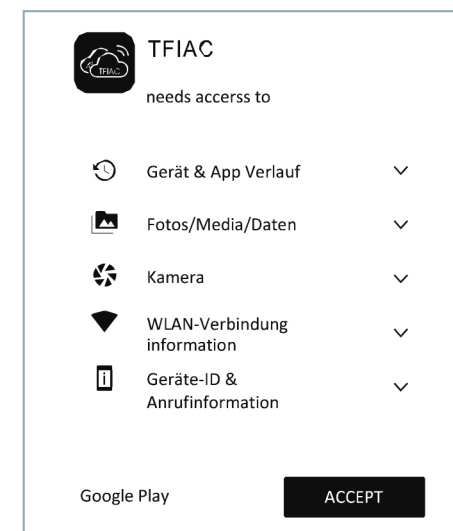 TFIAC
TFIAC
needs accerss to
Gerät & App Verlauf
Fotos/Media/Daten
Kamera
WLAN-Verbindung
information
Geräte-ID &
Anrufinformation
Google Play
ACCEPT